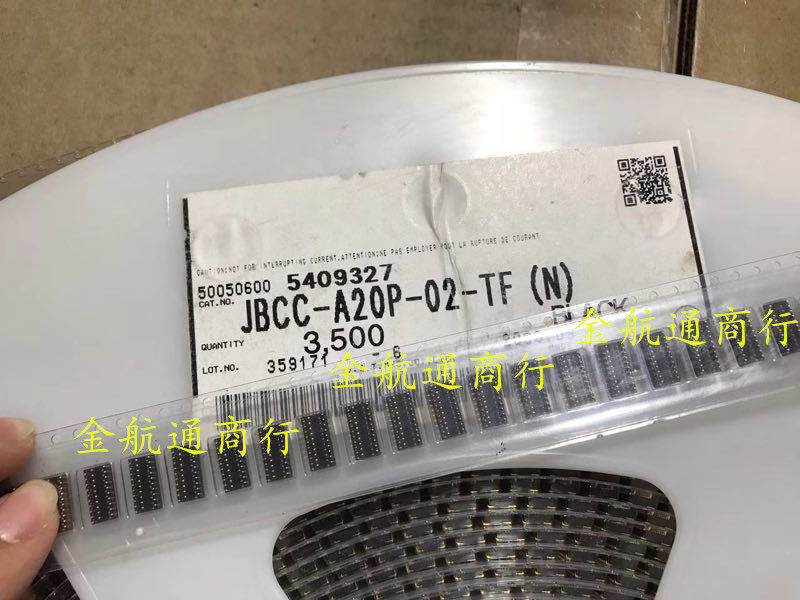 CAUTION:NOT FOR INTERRUPTING CURRENT.ATTENTION:NE PAS EMPLOYER POUR LA RUPTURE DE COURANT
50050600 5409327
CAT.NO. JBCC-A20P-02-TF (N)
BLACK
QUANTITY 3,500
LOT.NO. 359171 - 6
金航通商行
金航通商行
金航通商行